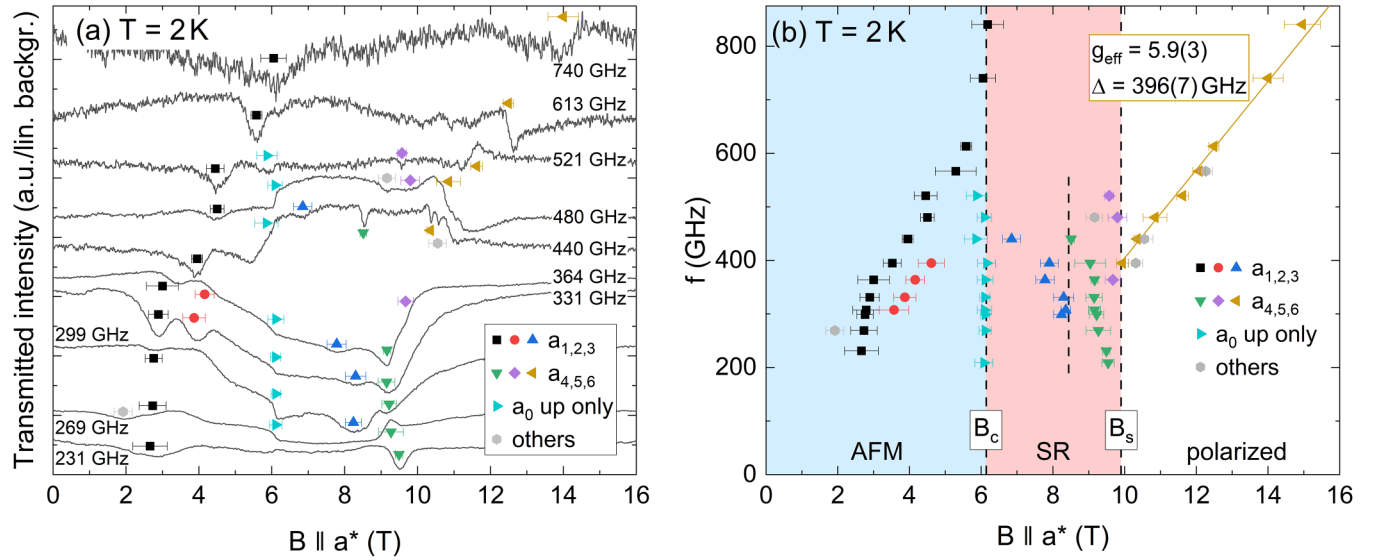 (a) T = 2 K
Transmitted intensity (a.u./lin. backgr.)
740 GHz
613 GHz
521 GHz
480 GHz
440 GHz
364 GHz
331 GHz
299 GHz
269 GHz
231 GHz
a1,2,3
a4,5,6
a0 up only
others
0 2 4 6 8 10 12 14 16
B ∥ a* (T)
(b) T = 2 K
geff = 5.9(3)
Δ = 396(7) GHz
f (GHz)
800
600
400
200
0
a1,2,3
a4,5,6
a0 up only
others
Bc
Bs
AFM
SR
polarized
0 2 4 6 8 10 12 14 16
B ∥ a* (T)